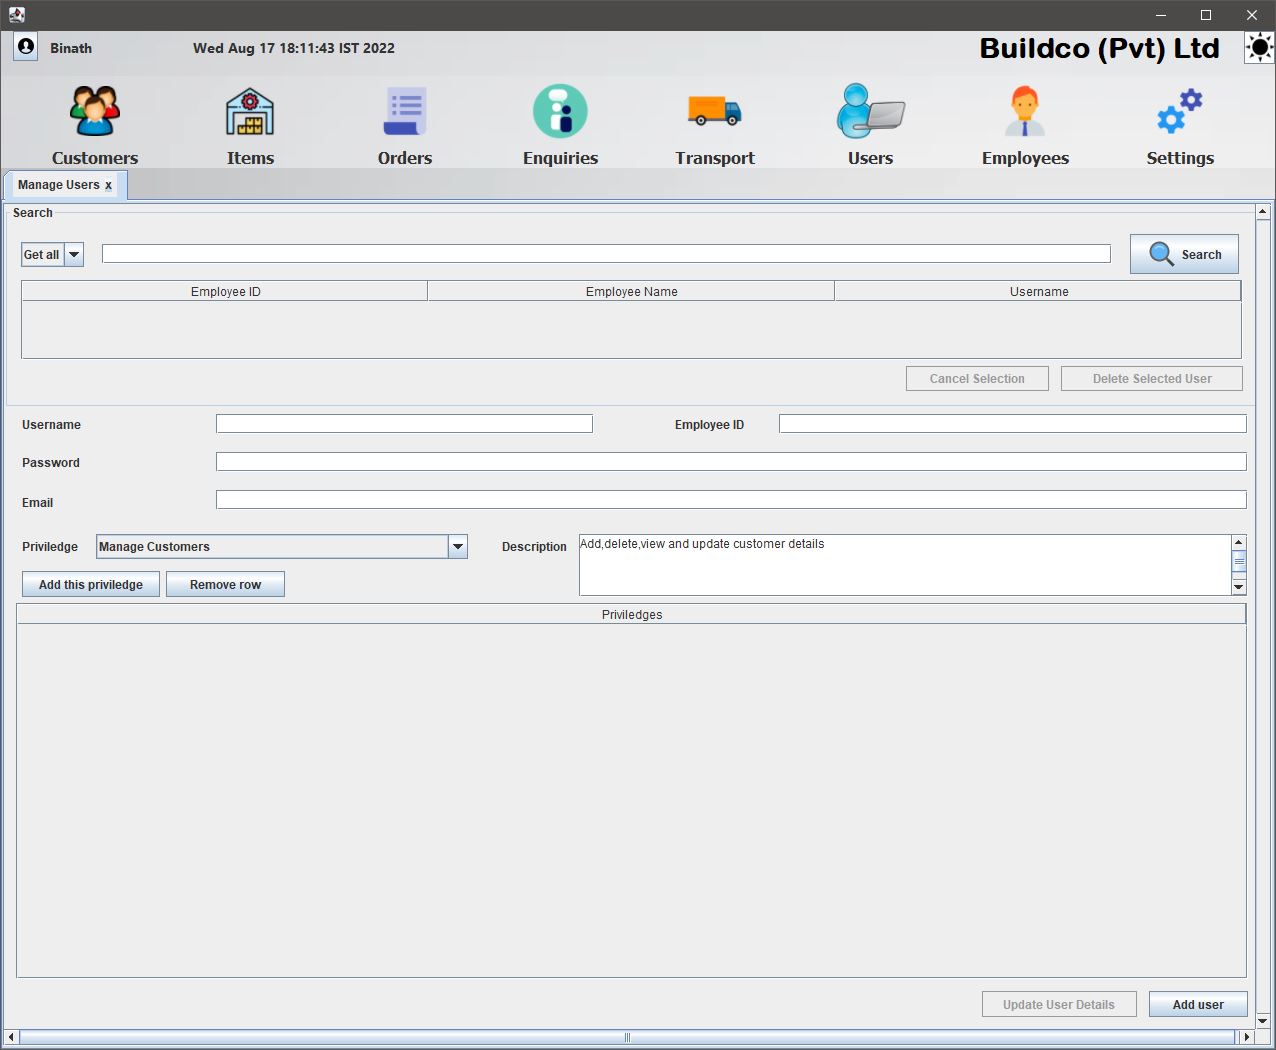 Binath Wed Aug 17 18:11:43 IST 2022 Buildco (Pvt) Ltd
Customers Items Orders Enquiries Transport Users Employees Settings
Manage Users x
Search
Get all Search
Employee ID Employee Name Username
Cancel Selection Delete Selected User
Username Employee ID
Password
Email
Priviledge Manage Customers Description Add,delete,view and update customer details
Add this priviledge Remove row
Priviledges
Update User Details Add user